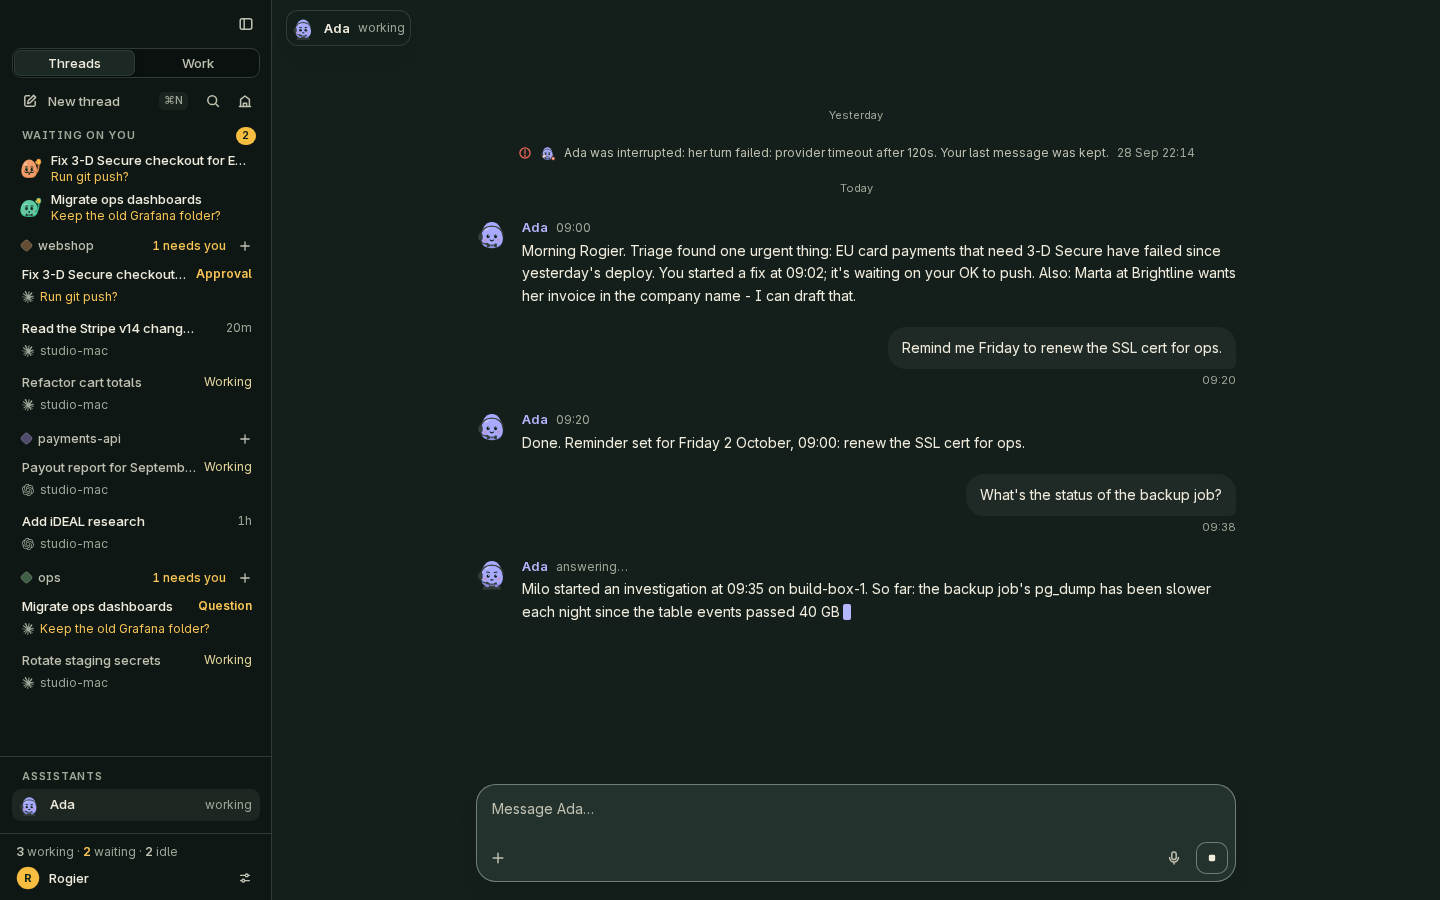 Threads
Work
New thread
⌘N
WAITING ON YOU
2
Fix 3-D Secure checkout for E…
Run git push?
Migrate ops dashboards
Keep the old Grafana folder?
webshop
1 needs you
Fix 3-D Secure checkout…
Approval
Run git push?
Read the Stripe v14 chang…
20m
studio-mac
Refactor cart totals
Working
studio-mac
payments-api
Payout report for Septemb…
Working
studio-mac
Add iDEAL research
1h
studio-mac
ops
1 needs you
Migrate ops dashboards
Question
Keep the old Grafana folder?
Rotate staging secrets
Working
studio-mac
ASSISTANTS
Ada
working
3 working · 2 waiting · 2 idle
R
Rogier
Ada working
Yesterday
Ada was interrupted: her turn failed: provider timeout after 120s. Your last message was kept. 28 Sep 22:14
Today
Ada 09:00
Morning Rogier. Triage found one urgent thing: EU card payments that need 3-D Secure have failed since
yesterday's deploy. You started a fix at 09:02; it's waiting on your OK to push. Also: Marta at Brightline wants
her invoice in the company name - I can draft that.
Remind me Friday to renew the SSL cert for ops.
09:20
Ada 09:20
Done. Reminder set for Friday 2 October, 09:00: renew the SSL cert for ops.
What's the status of the backup job?
09:38
Ada answering…
Milo started an investigation at 09:35 on build-box-1. So far: the backup job's pg_dump has been slower
each night since the table events passed 40 GB
Message Ada…